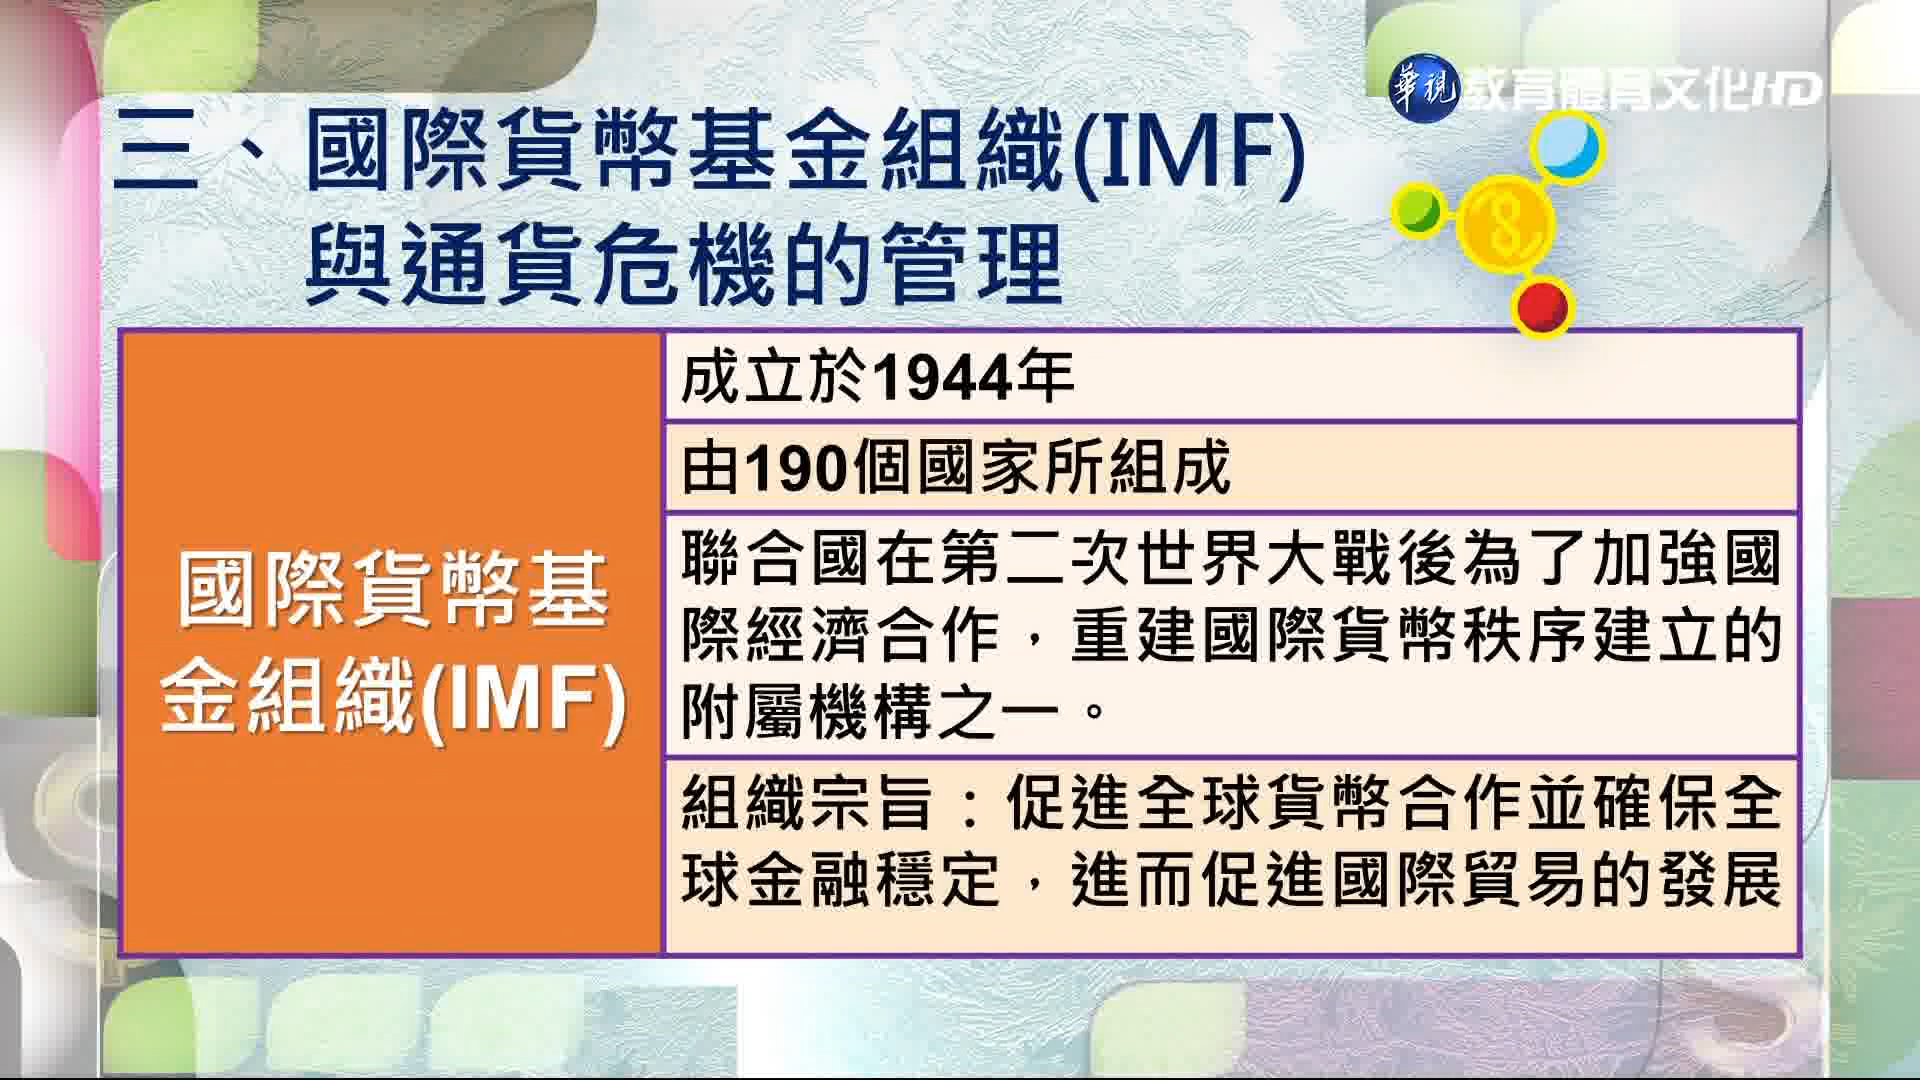 華視 教育體育文化HD
三、國際貨幣基金組織(IMF)
與通貨危機的管理
國際貨幣基
金組織(IMF)
成立於1944年
由190個國家所組成
聯合國在第二次世界大戰後為了加強國
際經濟合作，重建國際貨幣秩序建立的
附屬機構之一。
組織宗旨：促進全球貨幣合作並確保全
球金融穩定，進而促進國際貿易的發展